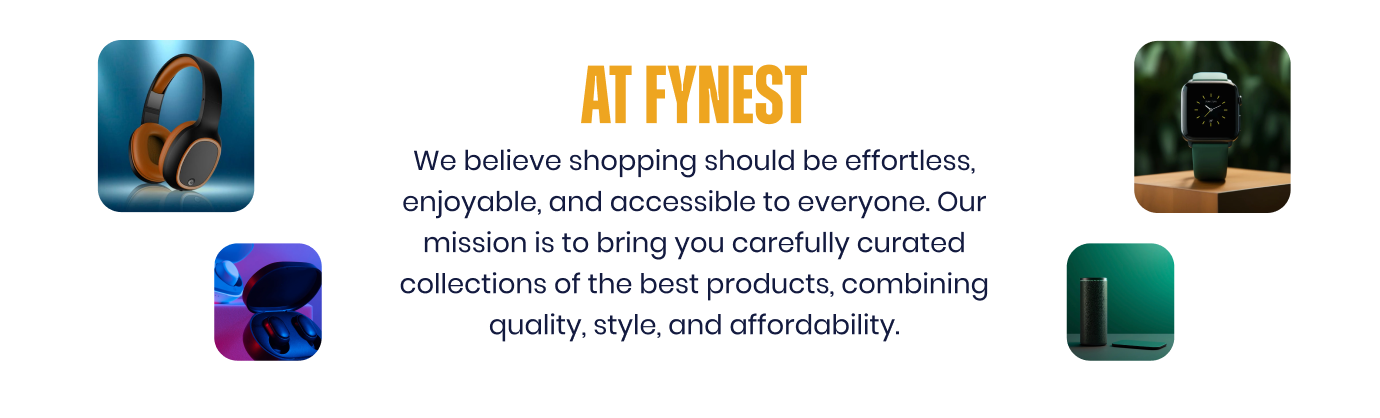 AT FYNEST
We believe shopping should be effortless,
enjoyable, and accessible to everyone. Our
mission is to bring you carefully curated
collections of the best products, combining
quality, style, and affordability.